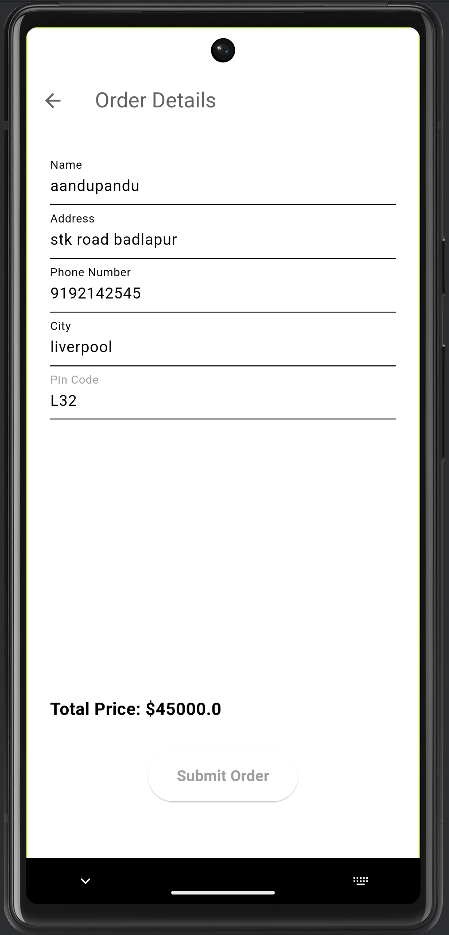 Order Details
Name
aandupandu
Address
stk road badlapur
Phone Number
9192142545
City
liverpool
Pin Code
L32
Total Price: $45000.0
Submit Order